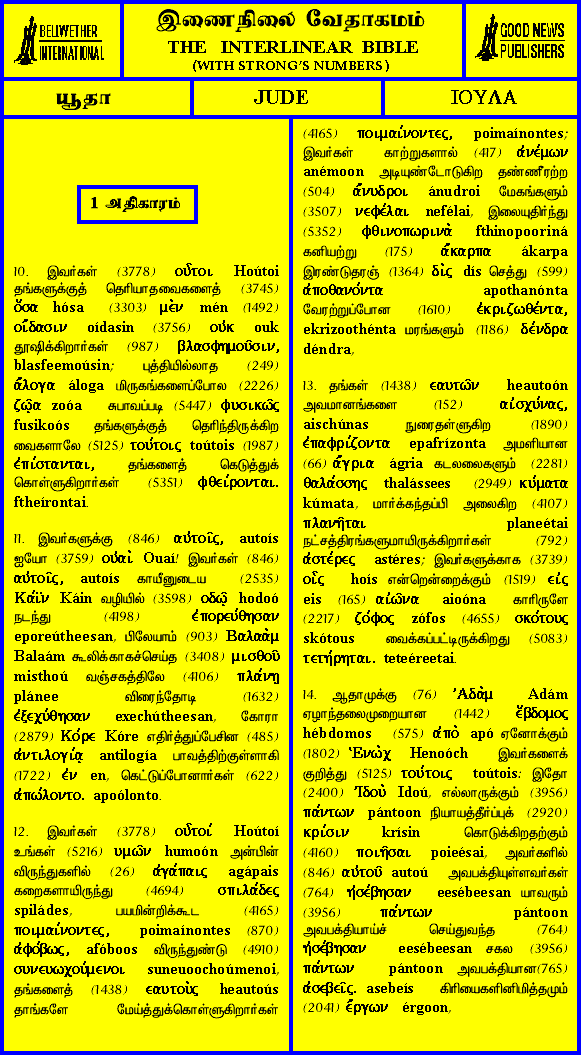 BELLWETHER
INTERNATIONAL
இணைநிலை வேதாகமம்
THE INTERLINEAR BIBLE
(WITH STRONG'S NUMBERS)
GOOD NEWS
PUBLISHERS
யூதா
JUDE
ΙΟΥΔΑ
1 அதிகாரம்
10. இவர்கள் (3778) οὗτοι Hoútoi
தங்களுக்குத் தெரியாதவைகளைத் (3745)
ὅσα hósa (3303) μὲν mén (1492)
οἴδασιν oídasin (3756) οὐκ ouk
தூஷிக்கிறார்கள் (987) βλασφημοῦσιν,
blasfeemoúsin; புத்தியில்லாத (249)
ἄλογα áloga மிருகங்களைப்போல (2226)
ζῷα zoóa சுபாவப்படி (5447) φυσικῶς
fusikoós தங்களுக்குத் தெரிந்திருக்கிற
வைகளாலே (5125) τούτοις toútois (1987)
ἐπίστανται, தங்களைத் கெடுத்துக்
கொள்ளுகிறார்கள் (5351) φθείρονται.
ftheírontai.
11. இவர்களுக்கு (846) αὐτοῖς, autoís
ஐயோ (3759) οὐαὶ Ouaí! இவர்கள் (846)
αὐτοῖς, autoís காயீனுடைய (2535)
Κάϊν Káin வழியில் (3598) ὁδῷ hodoó
நடந்து (4198) ἐπορεύθησαν
eporeútheesan, பிலேயாம் (903) Βαλαὰμ
Balaám கூலிக்காகச்செய்த (3408) μισθοῦ
misthoú வஞ்சகத்திலே (4106) πλάνῃ
plánee விரைந்தோடி (1632)
ἐξεχύθησαν exechútheesan, கோரா
(2879) Κόρε Kóre எதிர்த்துப்பேசின (485)
ἀντιλογίᾳ antilogía பாவத்திற்குள்ளாகி
(1722) ἐν en, கெட்டுப்போனார்கள் (622)
ἀπώλοντο. apoólonto.
12. இவர்கள் (3778) οὗτοί Hoútoí
உங்கள் (5216) υμῶν humoón அன்பின்
விருந்துகளில் (26) ἀγάπαις agápais
கறைகளாயிருந்து (4694) σπιλάδες
spiládes, பயமின்றிக்கூட (4165)
ποιμαίνοντες, poimaínontes (870)
ἀφόβως, afóboos விருந்துண்டு (4910)
συνευωχούμενοι suneuoochoúmenoi,
தங்களைத் (1438) ἑαυτοὺς heautoús
தாங்களே மேய்த்துக்கொள்ளுகிறார்கள்
(4165) ποιμαίνοντες, poimaínontes;
இவர்கள் காற்றுகளால் (417) ἀνέμων
anémoon அடியுண்டோடுகிற தண்ணீரற்ற
(504) ἄνυδροι ánudroi மேகங்களும்
(3507) νεφέλαι nefélai, இலையுதிர்ந்து
(5352) φθινοπωρινὰ fthinopooriná
கனியற்று (175) ἄκαρπα ákarpa
இரண்டுதரஞ் (1364) δὶς dís செத்து (599)
ἀποθανόντα apothanónta
வேரற்றுப்போன (1610) ἐκριζωθέντα,
ekrizoothénta மரங்களும் (1186) δένδρα
déndra,
13. தங்கள் (1438) εαυτῶν heautoón
அவமானங்களை (152) αἰσχύνας,
aischúnas நுரைதள்ளுகிற (1890)
ἐπαφρίζοντα epafrízonta அமளியான
(66) ἄγρια ágria கடலலைகளும் (2281)
θαλάσσης thalássees (2949) κύματα
kúmata, மார்க்கந்தப்பி அலைகிற (4107)
πλανῆται planeétai
நட்சத்திரங்களுமாயிருக்கிறார்கள் (792)
ἀστέρες astéres; இவர்களுக்காக (3739)
οἷς hoís என்றென்றைக்கும் (1519) εἰς
eis (165) αἰῶνα aioóna காரிருளே
(2217) ζόφος zófos (4655) σκότους
skótous வைக்கப்பட்டிருக்கிறது (5083)
τετήρηται. teteéreetai.
14. ஆதாமுக்கு (76) Ἀδὰμ Adám
ஏழாந்தலைமுறையான (1442) ἕβδομος
hébdomos (575) ἀπὸ apó ஏனோக்கும்
(1802) Ἑνὼχ Henoóch இவர்களைக்
குறித்து (5125) τούτοις toútois: இதோ
(2400) Ἰδοὺ Idoú, எல்லாருக்கும் (3956)
πάντων pántoon நியாயத்தீர்ப்புக் (2920)
κρίσιν krísin கொடுக்கிறதற்கும்
(4160) ποιῆσαι poieésai, அவர்களில்
(846) αὐτοῦ autoú அவபக்தியுள்ளவர்கள்
(764) ἠσέβησαν eesébeesan யாவரும்
(3956) πάντων pántoon
அவபக்தியாய்ச் செய்துவந்த (764)
ἠσέβησαν eesébeesan சகல (3956)
πάντων pántoon அவபக்தியான(765)
ἀσεβεῖς. asebeís கிரியைகளினிமித்தமும்
(2041) ἔργων érgoon,